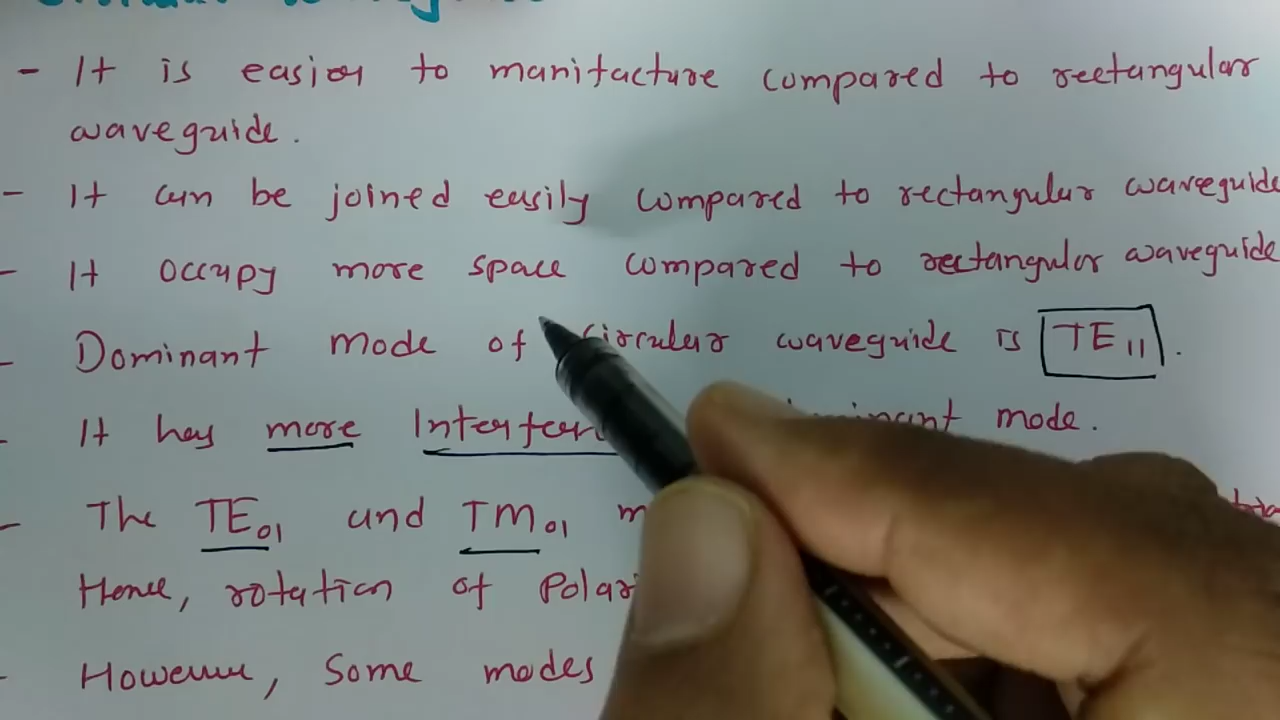 - It is easier to manifacture compared to rectangular
waveguide.
- It can be joined easily compared to rectangular waveguide
- It occupy more space compared to rectangular waveguide
- Dominant mode of circular waveguide is TE11.
- It has more mode.
- The TE01 and TM01
Hence, rotation of
- However, Some modes